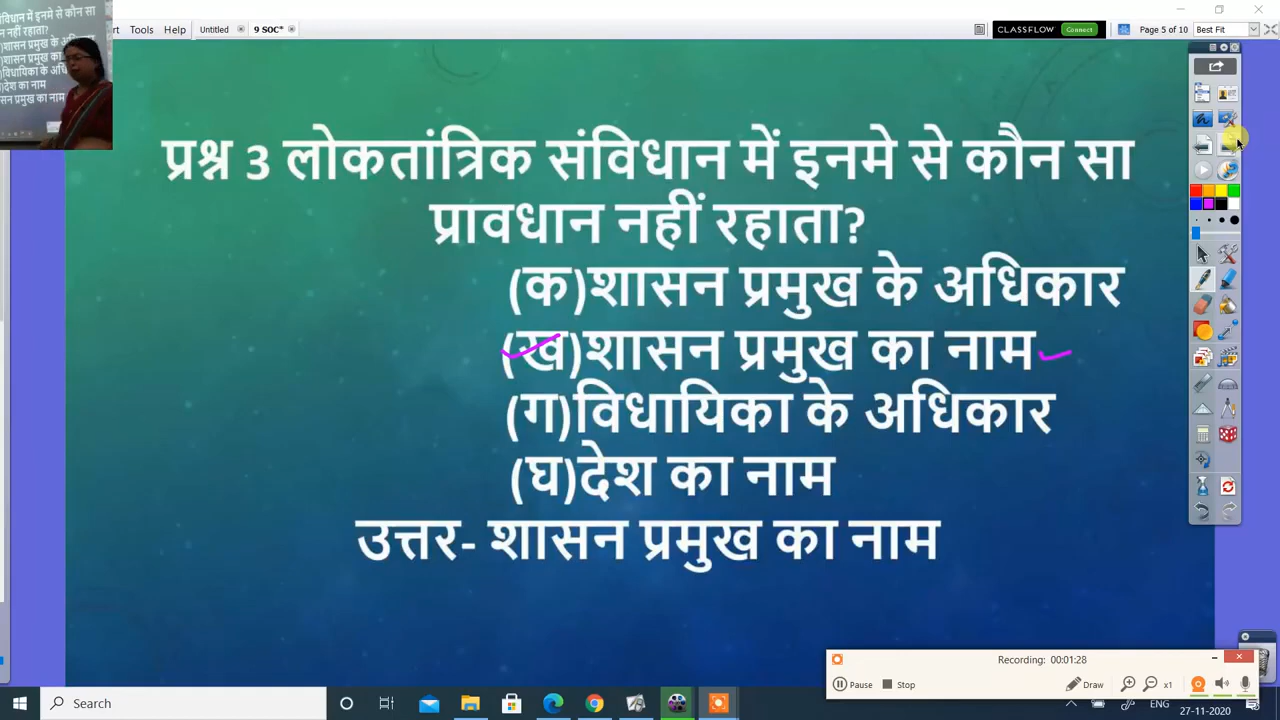 Tools Help Untitled 9 SOC* CLASSFLOW Connect Page 5 of 10 Best Fit
प्रश्न 3 लोकतांत्रिव संविधान में इनमे से कौन सा
प्रावधान नहीं रहाता?
(क)शासन प्रमुख के अधिकार
(ख)शासन प्रमुख का नाम
(ग)विधायिका के अधिकार
(घ)देश का नाम
उत्तर- शासन प्रमुख का नाम
Recording: 00:01:28
Pause Stop Draw x1
Search
ENG
27-11-2020